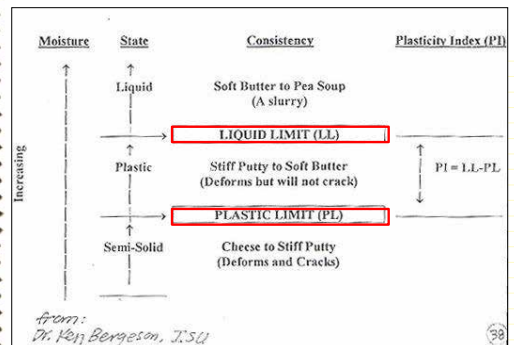 Moisture State Consistency Plasticity Index (PI)
Liquid Soft Butter to Pea Soup
(A slurry)
LIQUID LIMIT (LL)
Increasing
Plastic Stiff Putty to Soft Butter PI = LL-PL
(Deforms but will not crack)
PLASTIC LIMIT (PL)
Semi-Solid Cheese to Stiff Putty
(Deforms and Cracks)
from:
Dr. Ken Bergeson, ISU
38